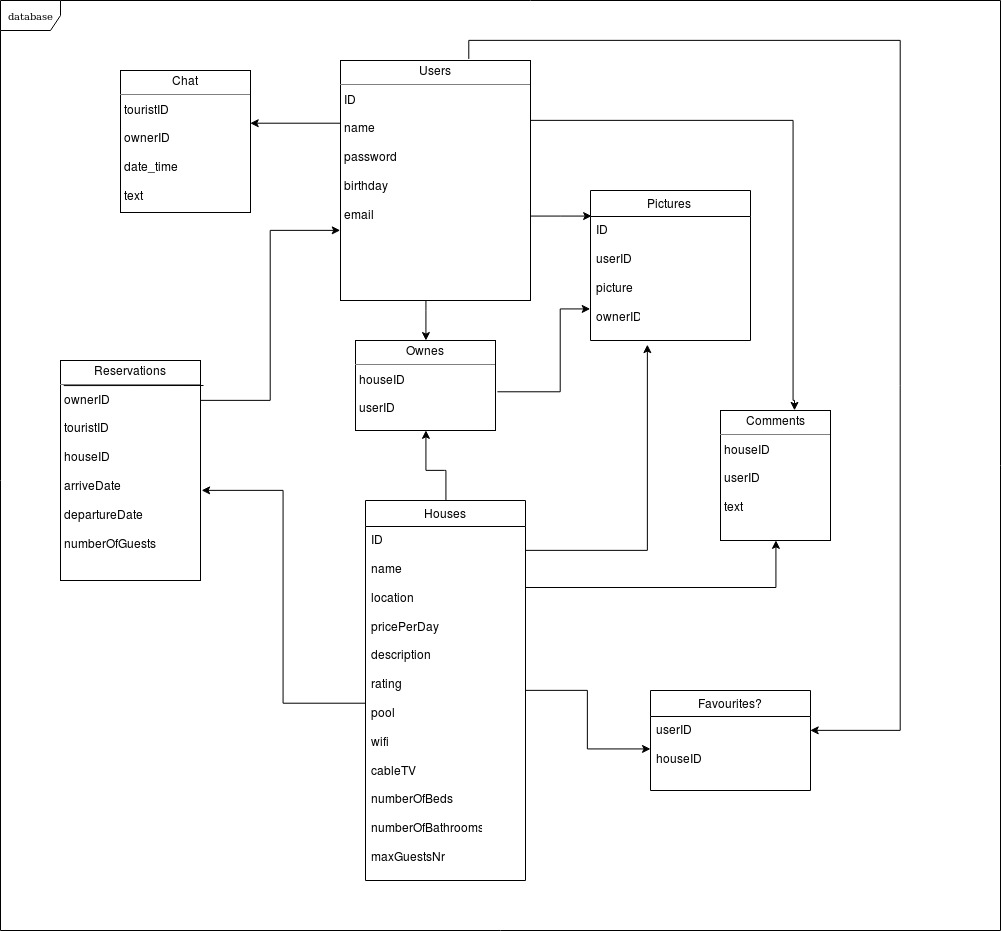 database
Chat
touristID
ownerID
date_time
text
Users
ID
name
password
birthday
email
Pictures
ID
userID
picture
ownerID
Ownes
houseID
userID
Reservations
ownerID
touristID
houseID
arriveDate
departureDate
numberOfGuests
Comments
houseID
userID
text
Houses
ID
name
location
pricePerDay
description
rating
pool
wifi
cableTV
numberOfBeds
numberOfBathrooms
maxGuestsNr
Favourites?
userID
houseID